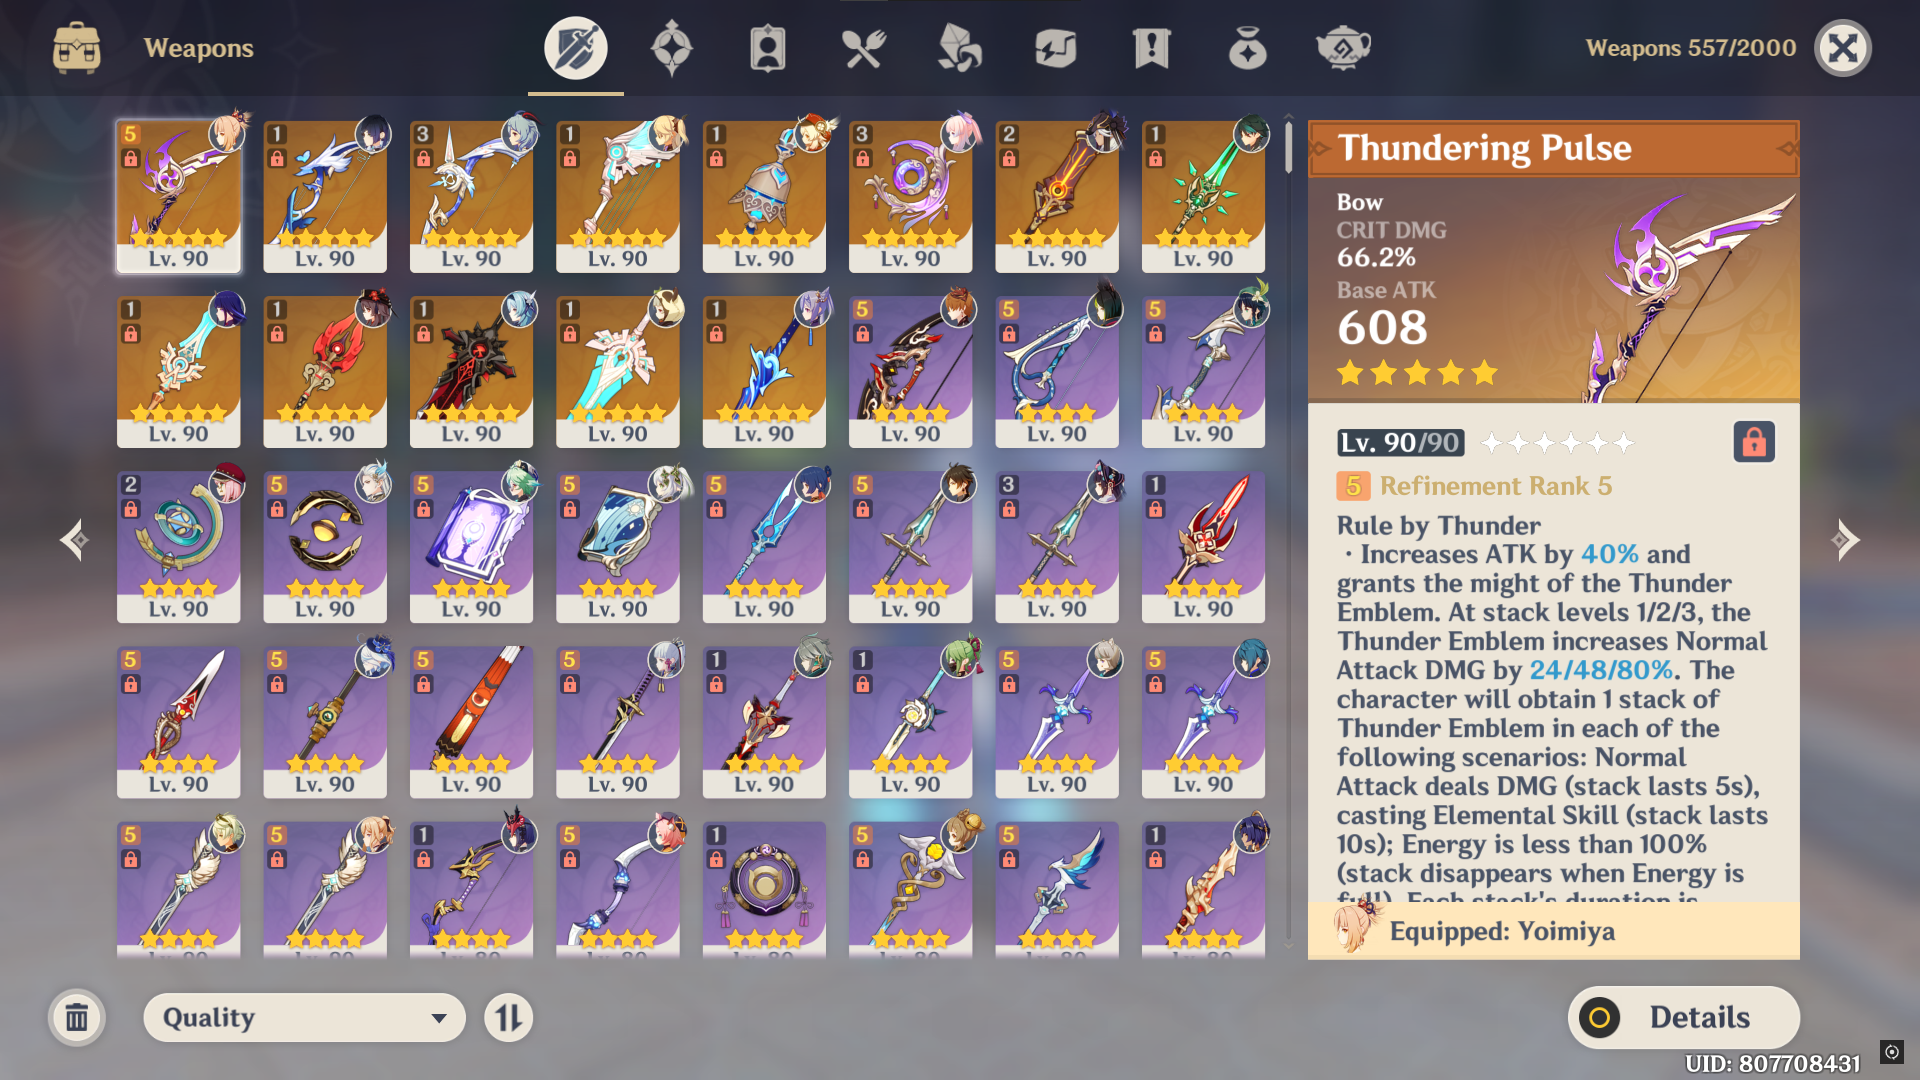 Weapons
Weapons 557/2000
5 1 3 1 1 3 2 1
Lv. 90 Lv. 90 Lv. 90 Lv. 90 Lv. 90 Lv. 90 Lv. 90 Lv. 90
1 1 1 1 1 5 5 5
Lv. 90 Lv. 90 Lv. 90 Lv. 90 Lv. 90 Lv. 90 Lv. 90 Lv. 90
2 5 5 5 5 5 3 1
Lv. 90 Lv. 90 Lv. 90 Lv. 90 Lv. 90 Lv. 90 Lv. 90 Lv. 90
5 5 5 5 1 1 5 5
Lv. 90 Lv. 90 Lv. 90 Lv. 90 Lv. 90 Lv. 90 Lv. 90 Lv. 90
5 5 1 5 1 5 5 1
Thundering Pulse
Bow
CRIT DMG
66.2%
Base ATK
608
Lv. 90/90
5 Refinement Rank 5
Rule by Thunder
· Increases ATK by 40% and
grants the might of the Thunder
Emblem. At stack levels 1/2/3, the
Thunder Emblem increases Normal
Attack DMG by 24/48/80%. The
character will obtain 1 stack of
Thunder Emblem in each of the
following scenarios: Normal
Attack deals DMG (stack lasts 5s),
casting Elemental Skill (stack lasts
10s); Energy is less than 100%
(stack disappears when Energy is
full). Each stack's duration is
Equipped: Yoimiya
Quality
Details
UID: 807708431